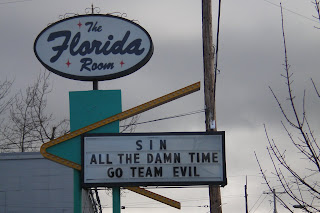 The
Florida
Room
SIN
ALL THE DAMN TIME
GO TEAM EVIL